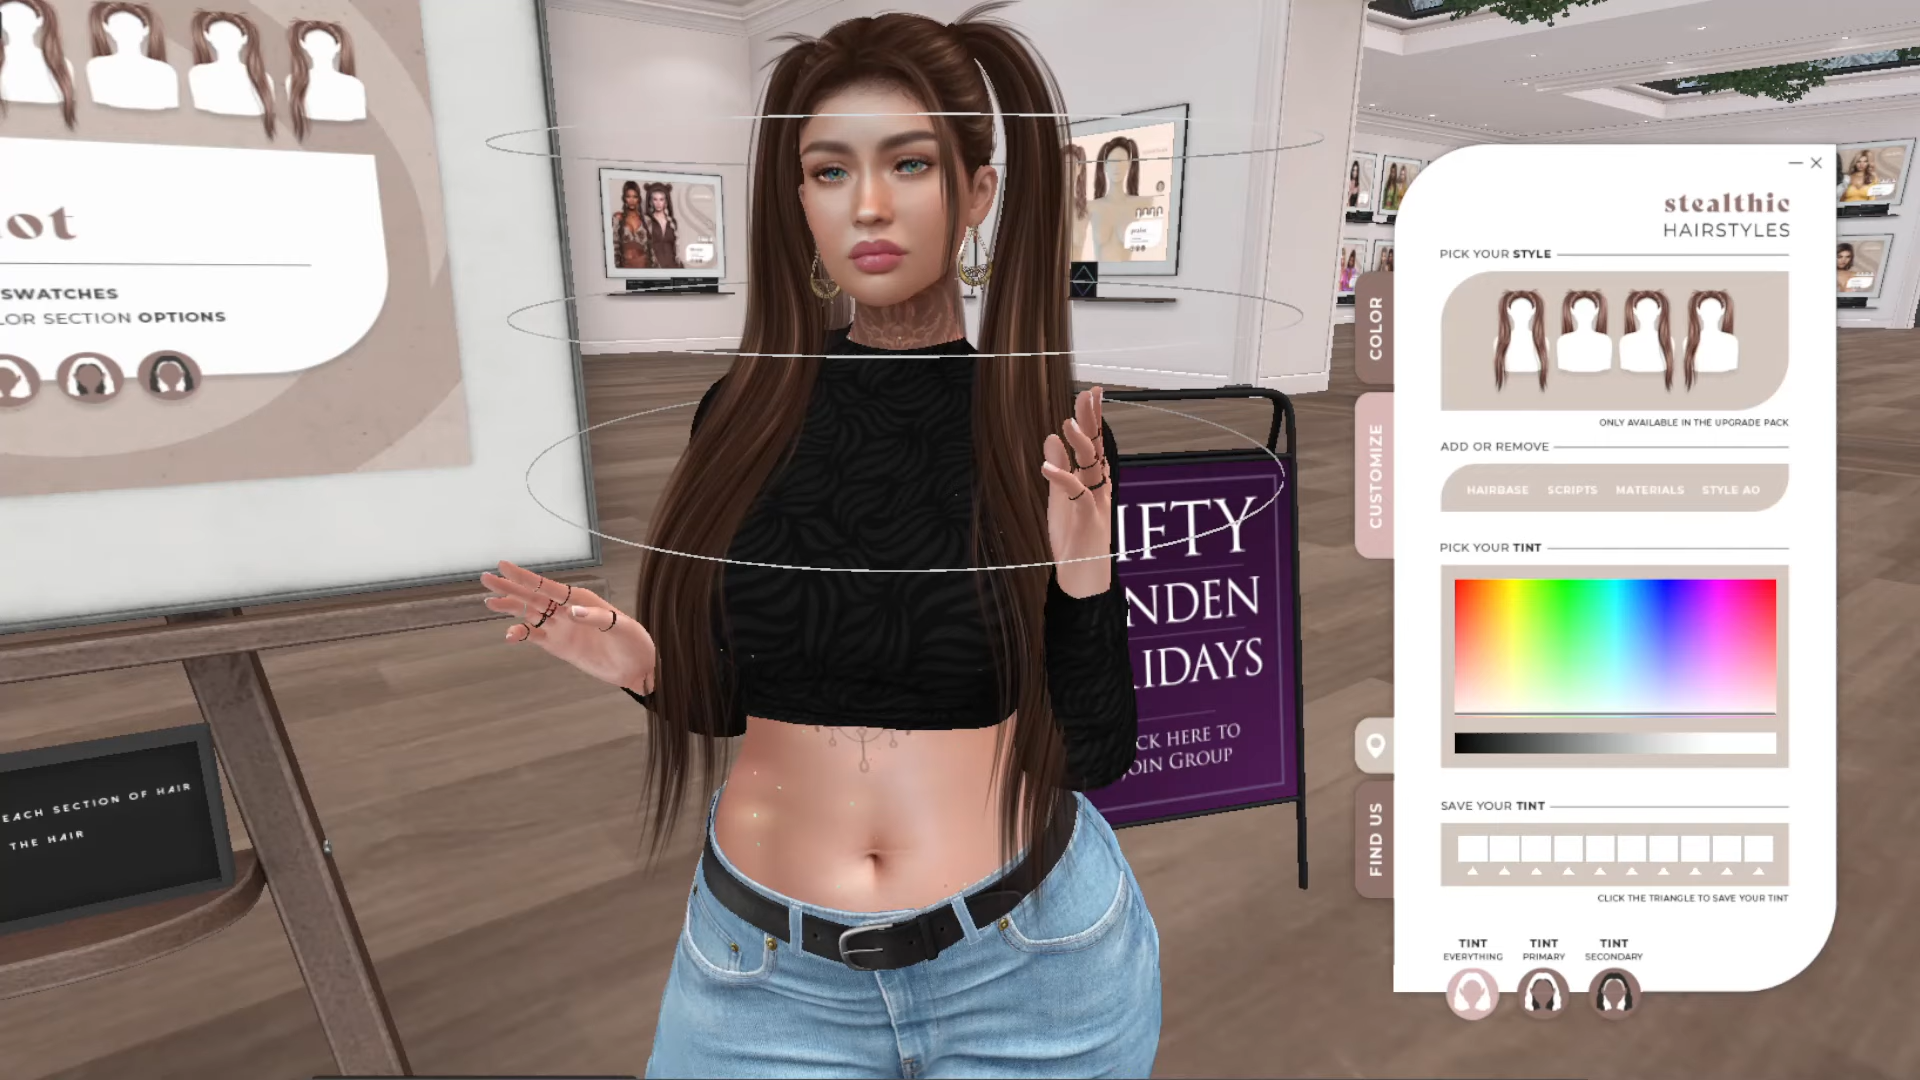 ot
SWATCHES
LOR SECTION OPTIONS
EACH SECTION OF HAIR
THE HAIR
IFTY
NDEN
IDAYS
CK HERE TO
JOIN GROUP
stealthic
HAIRSTYLES
PICK YOUR STYLE
ONLY AVAILABLE IN THE UPGRADE PACK
ADD OR REMOVE
HAIRBASE SCRIPTS MATERIALS STYLE AO
PICK YOUR TINT
SAVE YOUR TINT
CLICK THE TRIANGLE TO SAVE YOUR TINT
TINT
EVERYTHING
TINT
PRIMARY
TINT
SECONDARY
COLOR
CUSTOMIZE
FIND US